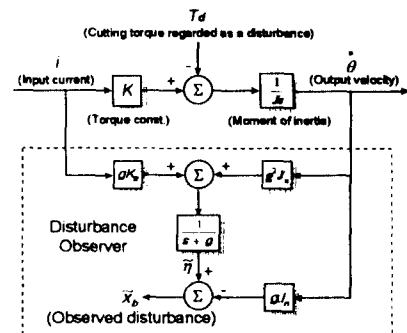 T_d
(Cutting torque regarded as a disturbance)
i
(Input current)
K
+
-
Σ
1
Js
θ̇
(Output velocity)
(Torque const.)
(Moment of inertia)
gK_n
+
Σ
+
g²J_n
Disturbance
Observer
1
s + g
η̃
+
x̃_b
Σ
-
gJ_n
(Observed disturbance)